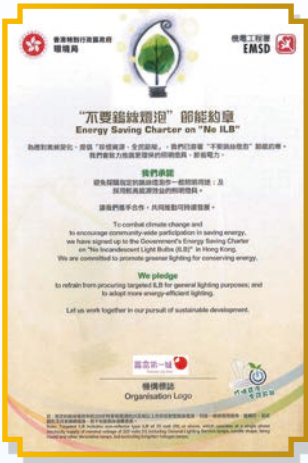 香港特別行政區政府
環境局
機電工程署
EMSD
“不要鎢絲燈泡”節能約章
Energy Saving Charter on "No ILB"
為應對氣候變化，提倡「珍惜資源、全民節能」，我們已簽署“不要鎢絲燈泡”節能約章，
我們會致力推廣更環保的照明燈具，節省電力。
我們承諾
避免採購指定的鎢絲燈泡作一般照明用途；及
採用較高能源效益的照明燈具。
讓我們攜手合作，共同推動可持續發展。
To combat climate change and
to encourage community-wide participation in saving energy,
we have signed up to the Government's Energy Saving Charter
on "No Incandescent Light Bulbs (ILB)" in Hong Kong.
We are committed to promote greener lighting for conserving energy.
We pledge
to refrain from procuring targeted ILB for general lighting purposes; and
to adopt more energy-efficient lighting.
Let us work together in our pursuit of sustainable development.
機構標誌
Organisation Logo